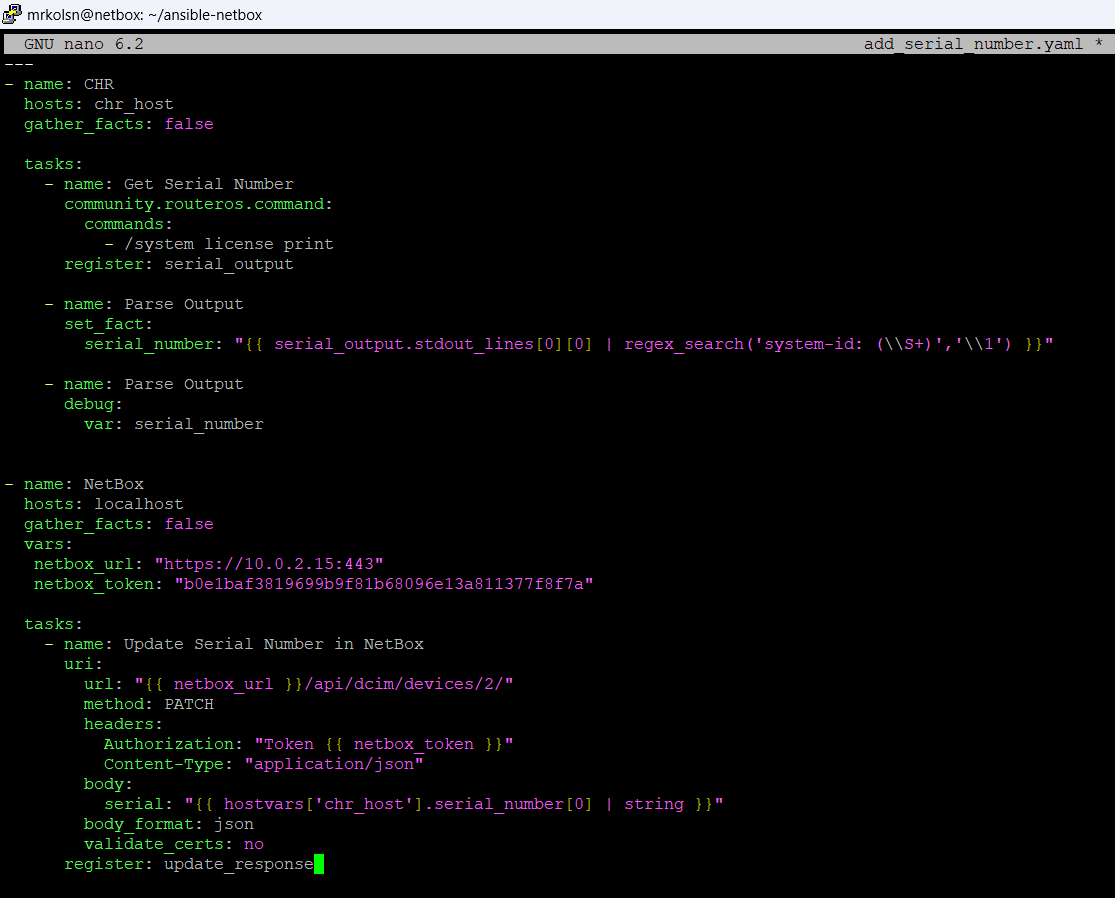 mrkolsn@netbox: ~/ansible-netbox
GNU nano 6.2 add_serial_number.yaml *
---
- name: CHR
  hosts: chr_host
  gather_facts: false

  tasks:
    - name: Get Serial Number
      community.routeros.command:
        commands:
          - /system license print
      register: serial_output

    - name: Parse Output
      set_fact:
        serial_number: "{{ serial_output.stdout_lines[0][0] | regex_search('system-id: (\\S+)','\\1') }}"

    - name: Parse Output
      debug:
        var: serial_number


- name: NetBox
  hosts: localhost
  gather_facts: false
  vars:
   netbox_url: "https://10.0.2.15:443"
   netbox_token: "b0e1baf3819699b9f81b68096e13a811377f8f7a"

  tasks:
    - name: Update Serial Number in NetBox
      uri:
        url: "{{ netbox_url }}/api/dcim/devices/2/"
        method: PATCH
        headers:
          Authorization: "Token {{ netbox_token }}"
          Content-Type: "application/json"
        body:
          serial: "{{ hostvars['chr_host'].serial_number[0] | string }}"
        body_format: json
        validate_certs: no
      register: update_response